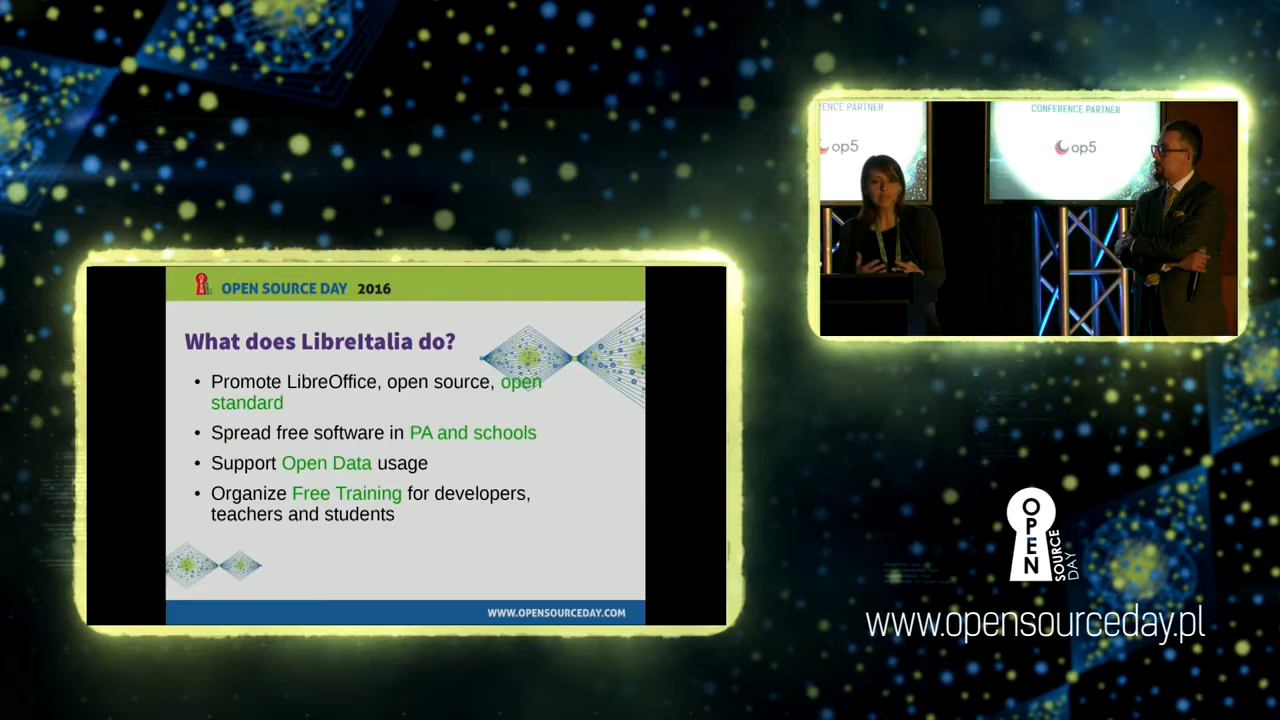 OPEN SOURCE DAY 2016
What does LibreItalia do?
• Promote LibreOffice, open source, open
standard
• Spread free software in PA and schools
• Support Open Data usage
• Organize Free Training for developers,
teachers and students
WWW.OPENSOURCEDAY.COM
RENCE PARTNER
op5
CONFERENCE PARTNER
op5
OPEN
SOURCE
DAY
www.opensourceday.pl